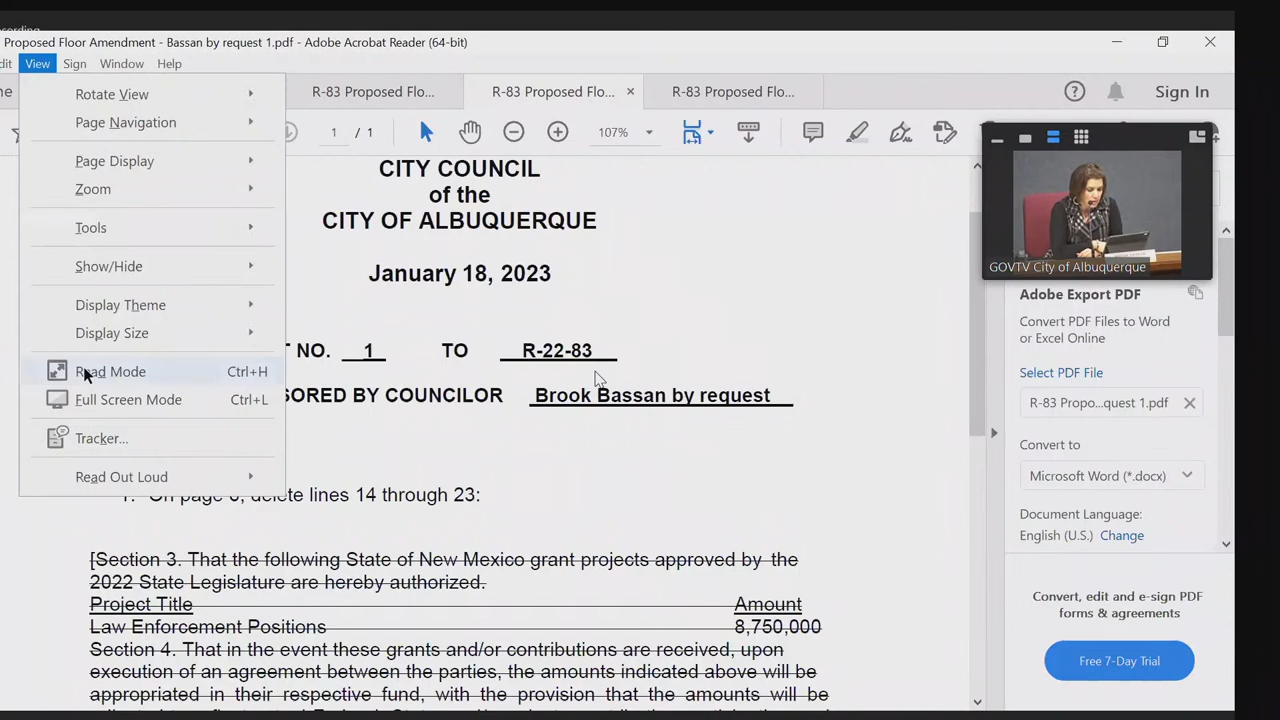 Proposed Floor Amendment - Bassan by request 1.pdf - Adobe Acrobat Reader (64-bit)
View Sign Window Help
R-83 Proposed Flo... R-83 Proposed Flo... × R-83 Proposed Flo... Sign In
1 / 1 107%
Rotate View
Page Navigation
Page Display
Zoom
Tools
Show/Hide
Display Theme
Display Size
Read Mode Ctrl+H
Full Screen Mode Ctrl+L
Tracker...
Read Out Loud
CITY COUNCIL
of the
CITY OF ALBUQUERQUE
January 18, 2023
T NO. 1 TO R-22-83
SORED BY COUNCILOR Brook Bassan by request
delete lines 14 through 23:
[Section 3. That the following State of New Mexico grant projects approved by the
2022 State Legislature are hereby authorized.
Project Title Amount
Law Enforcement Positions 8,750,000
Section 4. That in the event these grants and/or contributions are received, upon
execution of an agreement between the parties, the amounts indicated above will be
appropriated in their respective fund, with the provision that the amounts will be
GOVTV City of Albuquerque
Adobe Export PDF
Convert PDF Files to Word
or Excel Online
Select PDF File
R-83 Propo...quest 1.pdf
Convert to
Microsoft Word (*.docx)
Document Language:
English (U.S.) Change
Convert, edit and e-sign PDF
forms & agreements
Free 7-Day Trial